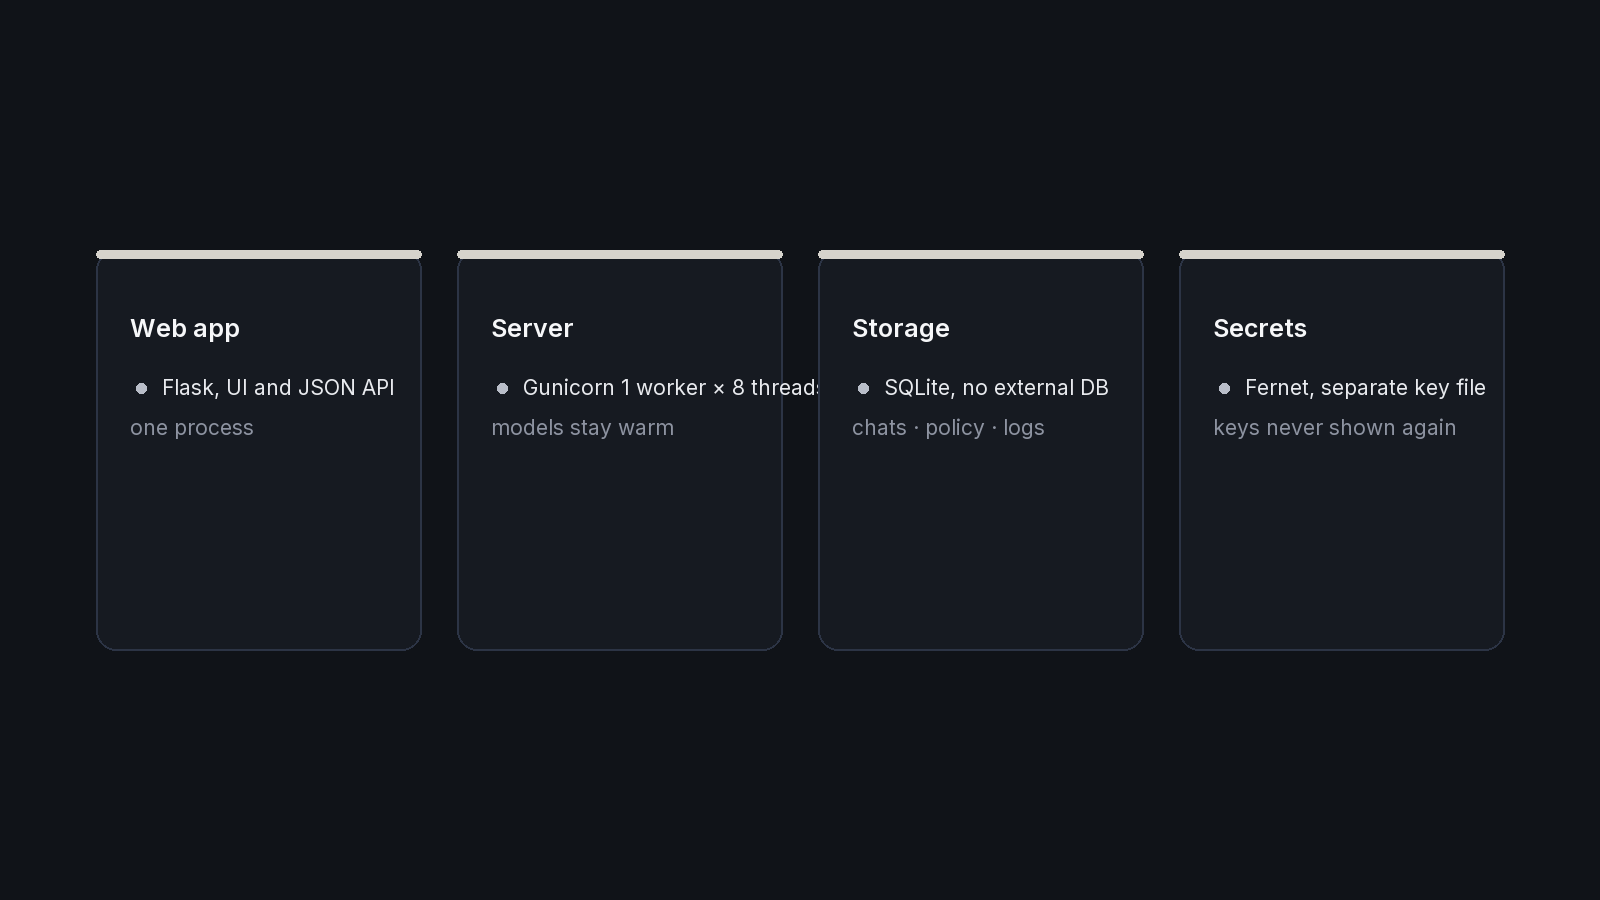 Web app
Flask, UI and JSON API
one process
Server
Gunicorn 1 worker × 8 threads
models stay warm
Storage
SQLite, no external DB
chats · policy · logs
Secrets
Fernet, separate key file
keys never shown again